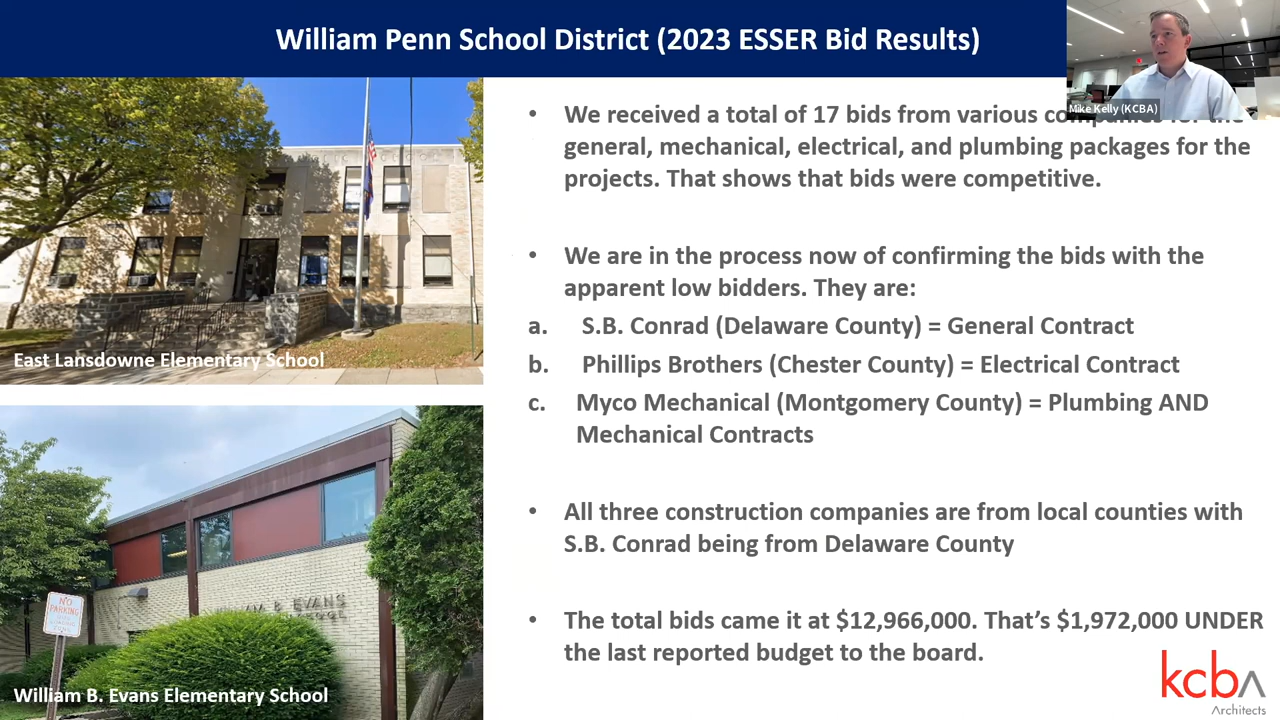 William Penn School District (2023 ESSER Bid Results)
Mike Kelly (KCBA)
• We received a total of 17 bids from various
general, mechanical, electrical, and plumbing packages for the
projects. That shows that bids were competitive.
• We are in the process now of confirming the bids with the
apparent low bidders. They are:
a. S.B. Conrad (Delaware County) = General Contract
b. Phillips Brothers (Chester County) = Electrical Contract
c. Myco Mechanical (Montgomery County) = Plumbing AND
Mechanical Contracts
• All three construction companies are from local counties with
S.B. Conrad being from Delaware County
• The total bids came it at $12,966,000. That's $1,972,000 UNDER
the last reported budget to the board.
East Lansdowne Elementary School
B EVANS
NO
PARKING
William B. Evans Elementary School
kcba
Architects